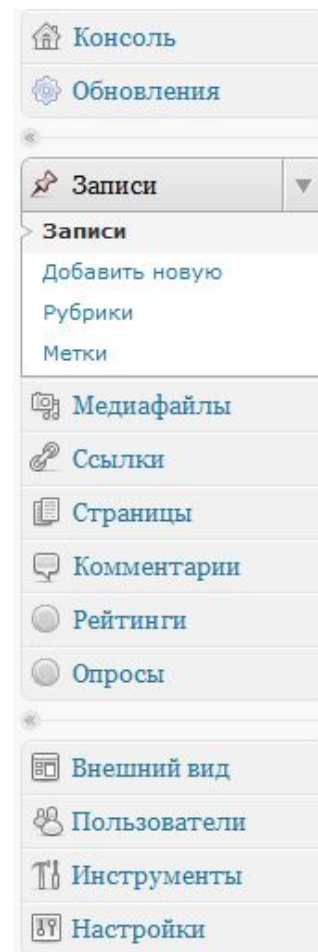 Консоль
Обновления
Записи
Записи
Добавить новую
Рубрики
Метки
Медиафайлы
Ссылки
Страницы
Комментарии
Рейтинги
Опросы
Внешний вид
Пользователи
Инструменты
Настройки